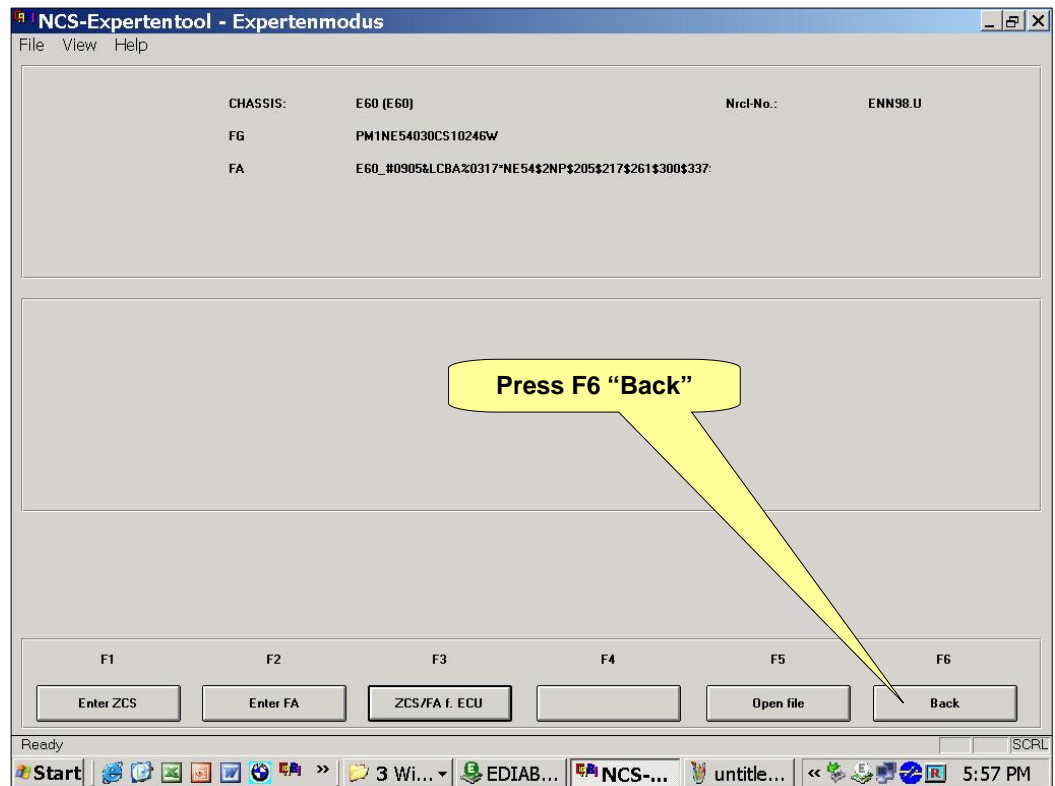 NCS-Expertentool - Expertenmodus
File View Help
CHASSIS: E60 (E60) Nrcl-No.: ENN98.U
FG PM1NE54030CS10246W
FA E60_#0905&LCBA%0317*NE54$2NP$205$217$261$300$337:
Press F6 “Back”
F1 F2 F3 F4 F5 F6
Enter ZCS Enter FA ZCS/FA f. ECU Open file Back
Ready SCRL
Start » 3 Wi... EDIAB... NCS-... untitle... « 5:57 PM